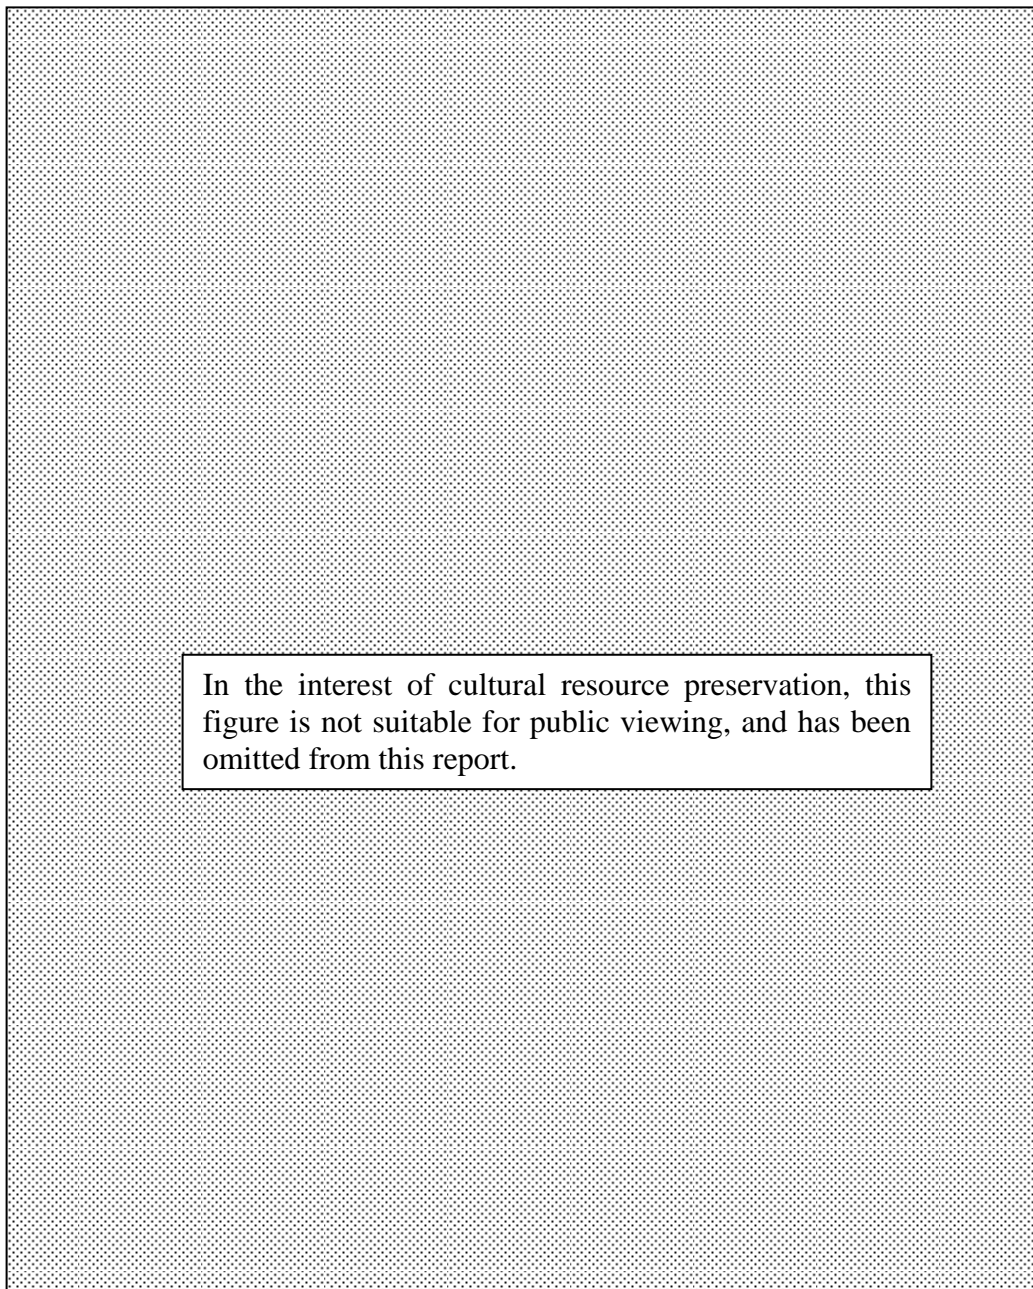 In the interest of cultural resource preservation, this
figure is not suitable for public viewing, and has been
omitted from this report.